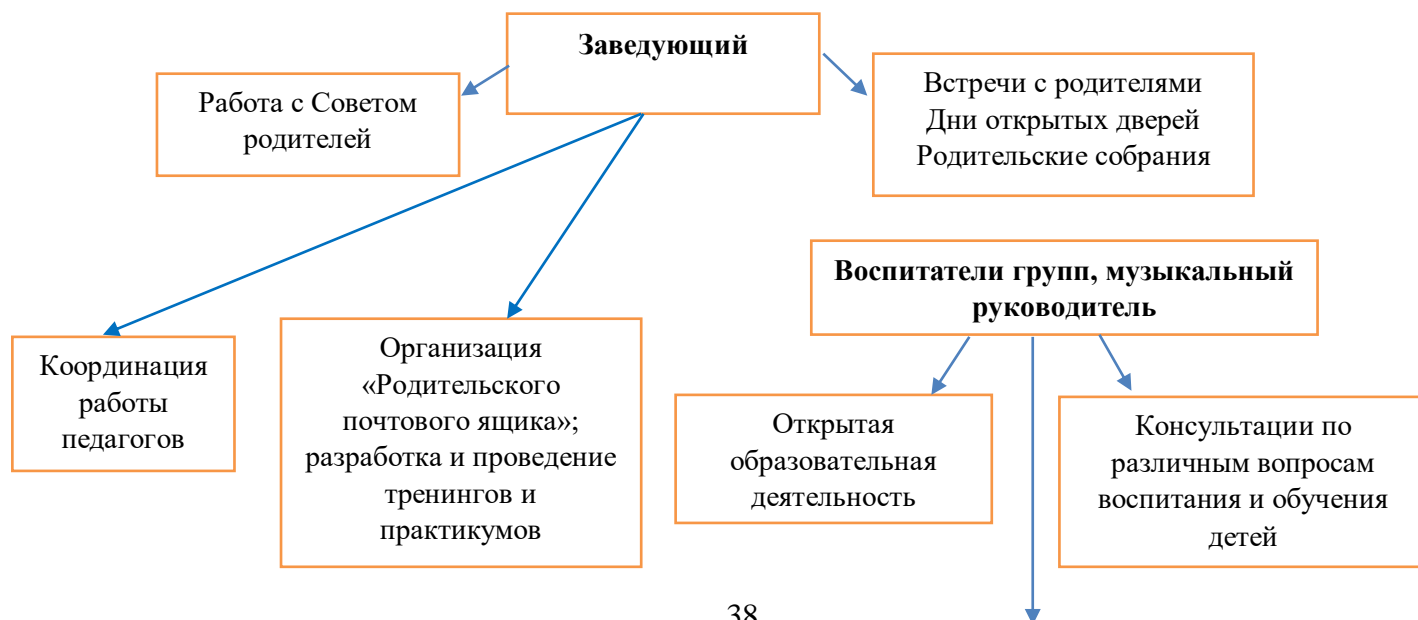 Заведующий
Работа с Советом
родителей
Встречи с родителями
Дни открытых дверей
Родительские собрания
Воспитатели групп, музыкальный
руководитель
Координация
работы
педагогов
Организация
«Родительского
почтового ящика»;
разработка и проведение
тренингов и
практикумов
Открытая
образовательная
деятельность
Консультации по
различным вопросам
воспитания и обучения
детей
38